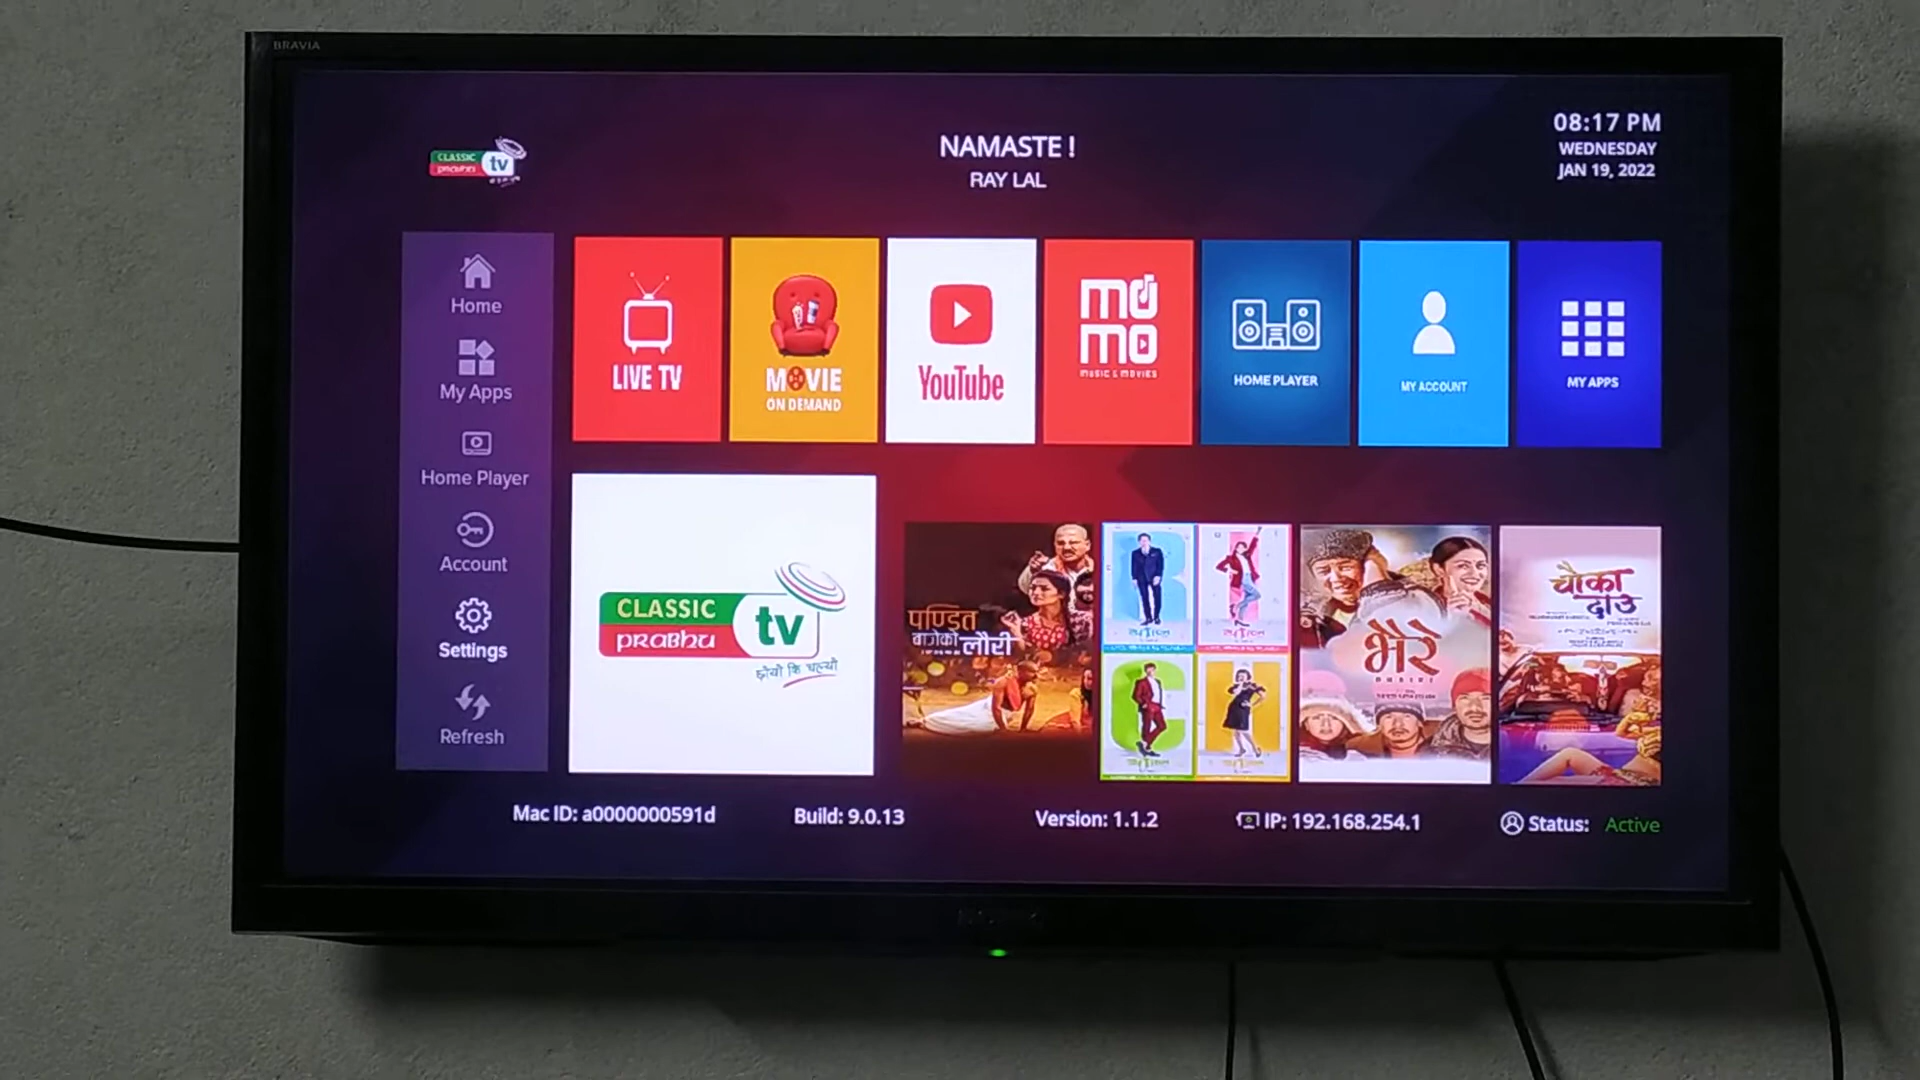 BRAVIA
CLASSIC
PRABHU
tv
NAMASTE !
RAY LAL
08:17 PM
WEDNESDAY
JAN 19, 2022
Home
My Apps
Home Player
Account
Settings
Refresh
LIVE TV
MOVIE
ON DEMAND
YouTube
mo
mo
MUSIC & MOVIES
HOME PLAYER
MY ACCOUNT
MY APPS
CLASSIC
PRABHU
tv
छोयो कि चल्यो
पण्डित
बाजेको लौरी
भैरे
BHAIRE
चौका
दाउ
Mac ID: a0000000591d
Build: 9.0.13
Version: 1.1.2
IP: 192.168.254.1
Status: Active